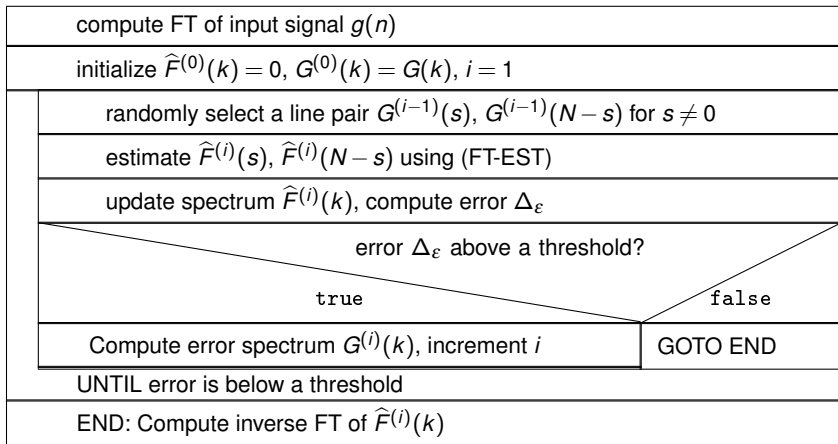 compute FT of input signal g(n)
initialize F̂⁽⁰⁾(k) = 0, G⁽⁰⁾(k) = G(k), i = 1
randomly select a line pair G⁽ⁱ⁻¹⁾(s), G⁽ⁱ⁻¹⁾(N − s) for s ≠ 0
estimate F̂⁽ⁱ⁾(s), F̂⁽ⁱ⁾(N − s) using (FT-EST)
update spectrum F̂⁽ⁱ⁾(k), compute error Δ_ε
error Δ_ε above a threshold?
true false
Compute error spectrum G⁽ⁱ⁾(k), increment i GOTO END
UNTIL error is below a threshold
END: Compute inverse FT of F̂⁽ⁱ⁾(k)